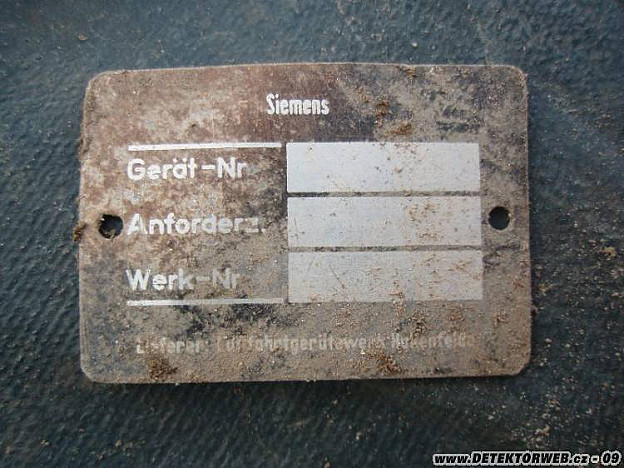 Siemens
Gerät-Nr
Anforderz.
Werk-Nr
Lieferer: Luftfahrtgerätewerk Hakenfelde
www.DETEKTORWEB.cz - 09